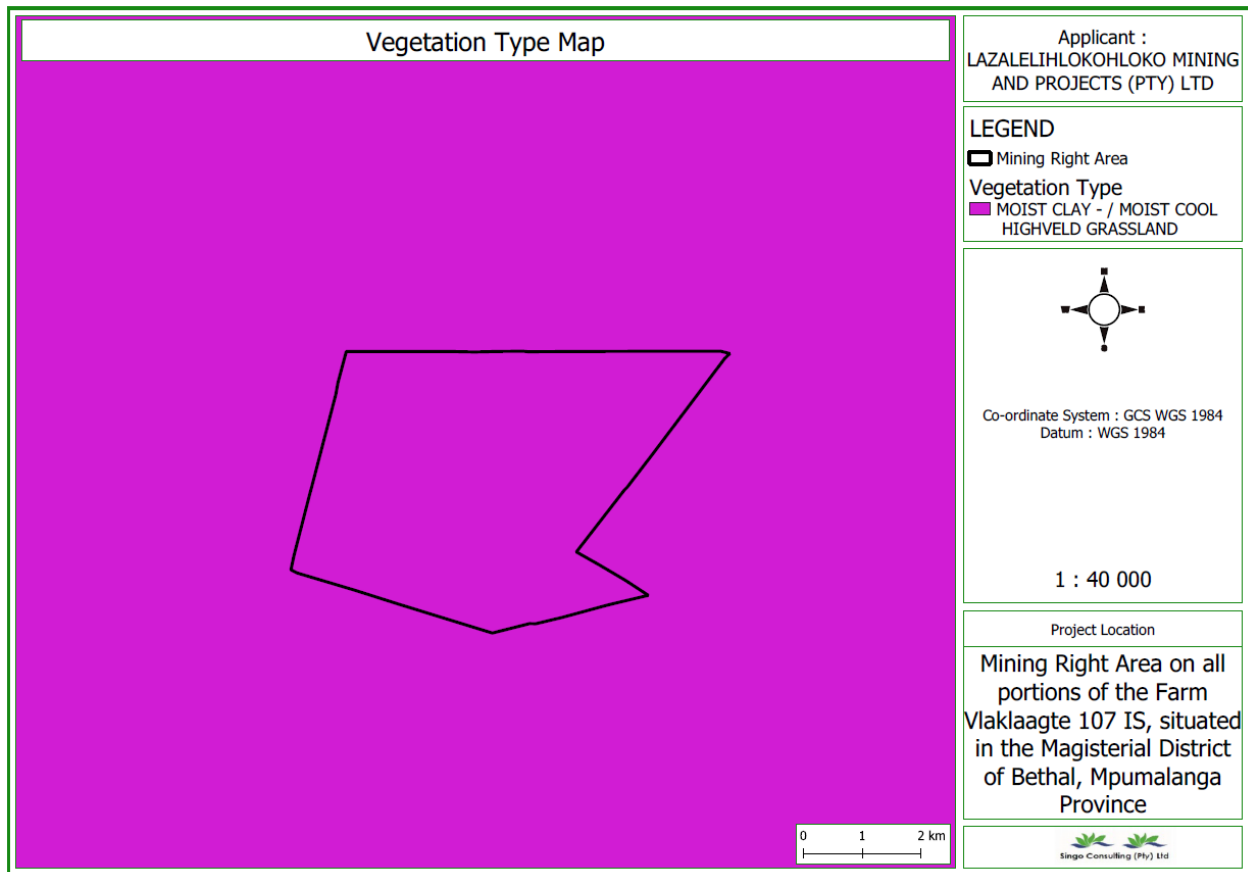 Vegetation Type Map
Applicant :
LAZALELIHLOKOHLOKO MINING
AND PROJECTS (PTY) LTD
LEGEND
Mining Right Area
Vegetation Type
MOIST CLAY - / MOIST COOL
HIGHVELD GRASSLAND
Co-ordinate System : GCS WGS 1984
Datum : WGS 1984
1 : 40 000
Project Location
Mining Right Area on all
portions of the Farm
Vlaklaagte 107 IS, situated
in the Magisterial District
of Bethal, Mpumalanga
Province
0 1 2 km
Singo Consulting (Pty) Ltd